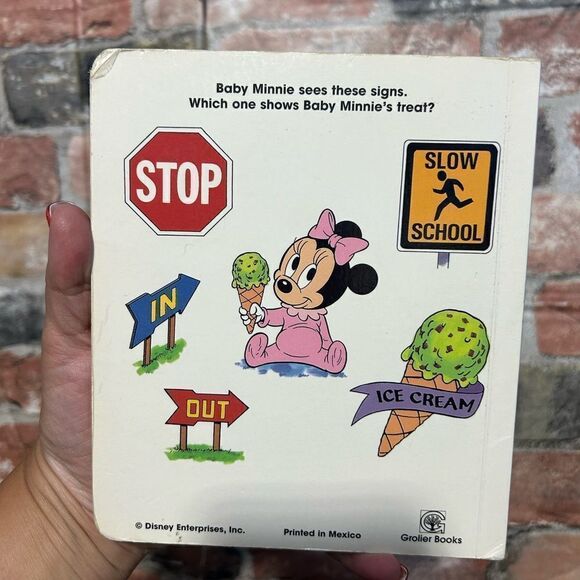 Baby Minnie sees these signs.
Which one shows Baby Minnie's treat?
STOP
SLOW
SCHOOL
IN
OUT
ICE CREAM
© Disney Enterprises, Inc.
Printed in Mexico
Grolier Books